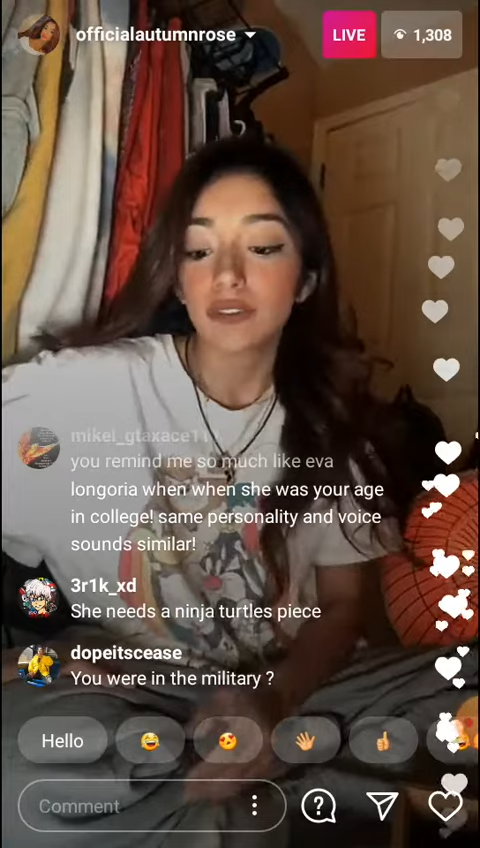 officialautumnrose
LIVE
1,308
mikel_gtaxace111
you remind me so much like eva
longoria when when she was your age
in college! same personality and voice
sounds similar!
3r1k_xd
She needs a ninja turtles piece
dopeitscease
You were in the military ?
Hello
Comment